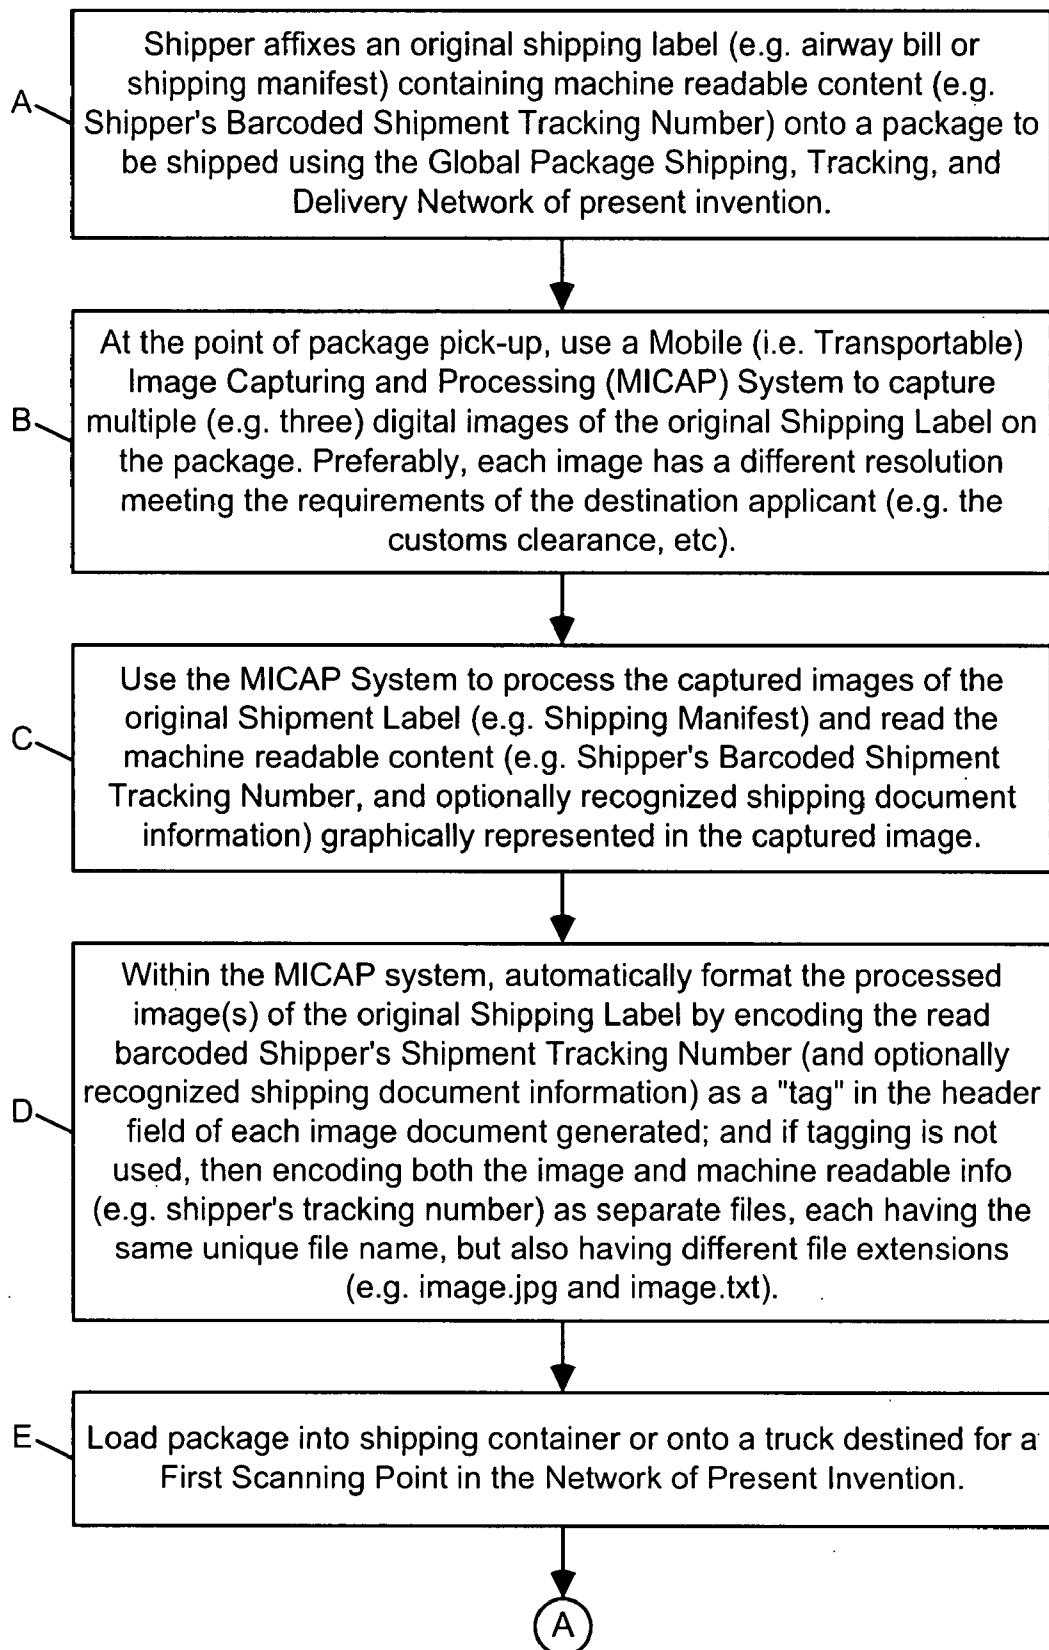 Shipper affixes an original shipping label (e.g. airway bill or
shipping manifest) containing machine readable content (e.g.
A
Shipper's Barcoded Shipment Tracking Number) onto a package to
be shipped using the Global Package Shipping, Tracking, and
Delivery Network of present invention.
At the point of package pick-up, use a Mobile (i.e. Transportable)
Image Capturing and Processing (MICAP) System to capture
B
multiple (e.g. three) digital images of the original Shipping Label on
the package. Preferably, each image has a different resolution
meeting the requirements of the destination applicant (e.g. the
customs clearance, etc).
Use the MICAP System to process the captured images of the
original Shipment Label (e.g. Shipping Manifest) and read the
C
machine readable content (e.g. Shipper's Barcoded Shipment
Tracking Number, and optionally recognized shipping document
information) graphically represented in the captured image.
Within the MICAP system, automatically format the processed
image(s) of the original Shipping Label by encoding the read
barcoded Shipper's Shipment Tracking Number (and optionally
recognized shipping document information) as a "tag" in the header
D
field of each image document generated; and if tagging is not
used, then encoding both the image and machine readable info
(e.g. shipper's tracking number) as separate files, each having the
same unique file name, but also having different file extensions
(e.g. image.jpg and image.txt).
E
Load package into shipping container or onto a truck destined for a
First Scanning Point in the Network of Present Invention.
A